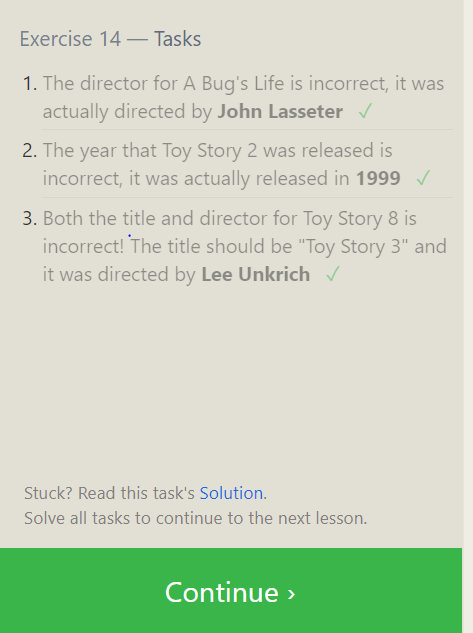 Exercise 14 — Tasks
1. The director for A Bug's Life is incorrect, it was
actually directed by John Lasseter ✓
2. The year that Toy Story 2 was released is
incorrect, it was actually released in 1999 ✓
3. Both the title and director for Toy Story 8 is
incorrect! The title should be "Toy Story 3" and
it was directed by Lee Unkrich ✓
Stuck? Read this task's Solution.
Solve all tasks to continue to the next lesson.
Continue ›